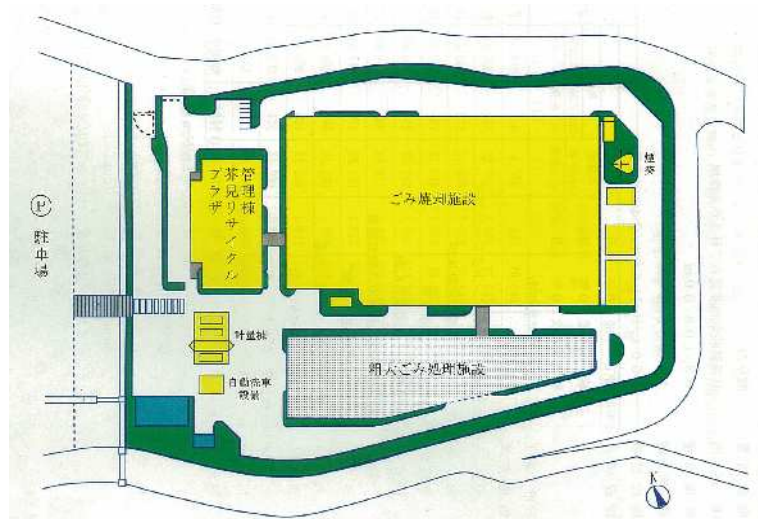 管理棟
芥見リサイクル
プラザ
ごみ焼却施設
煙突
Ⓟ
駐車場
計量棟
自動洗車
設備
粗大ごみ処理施設
N